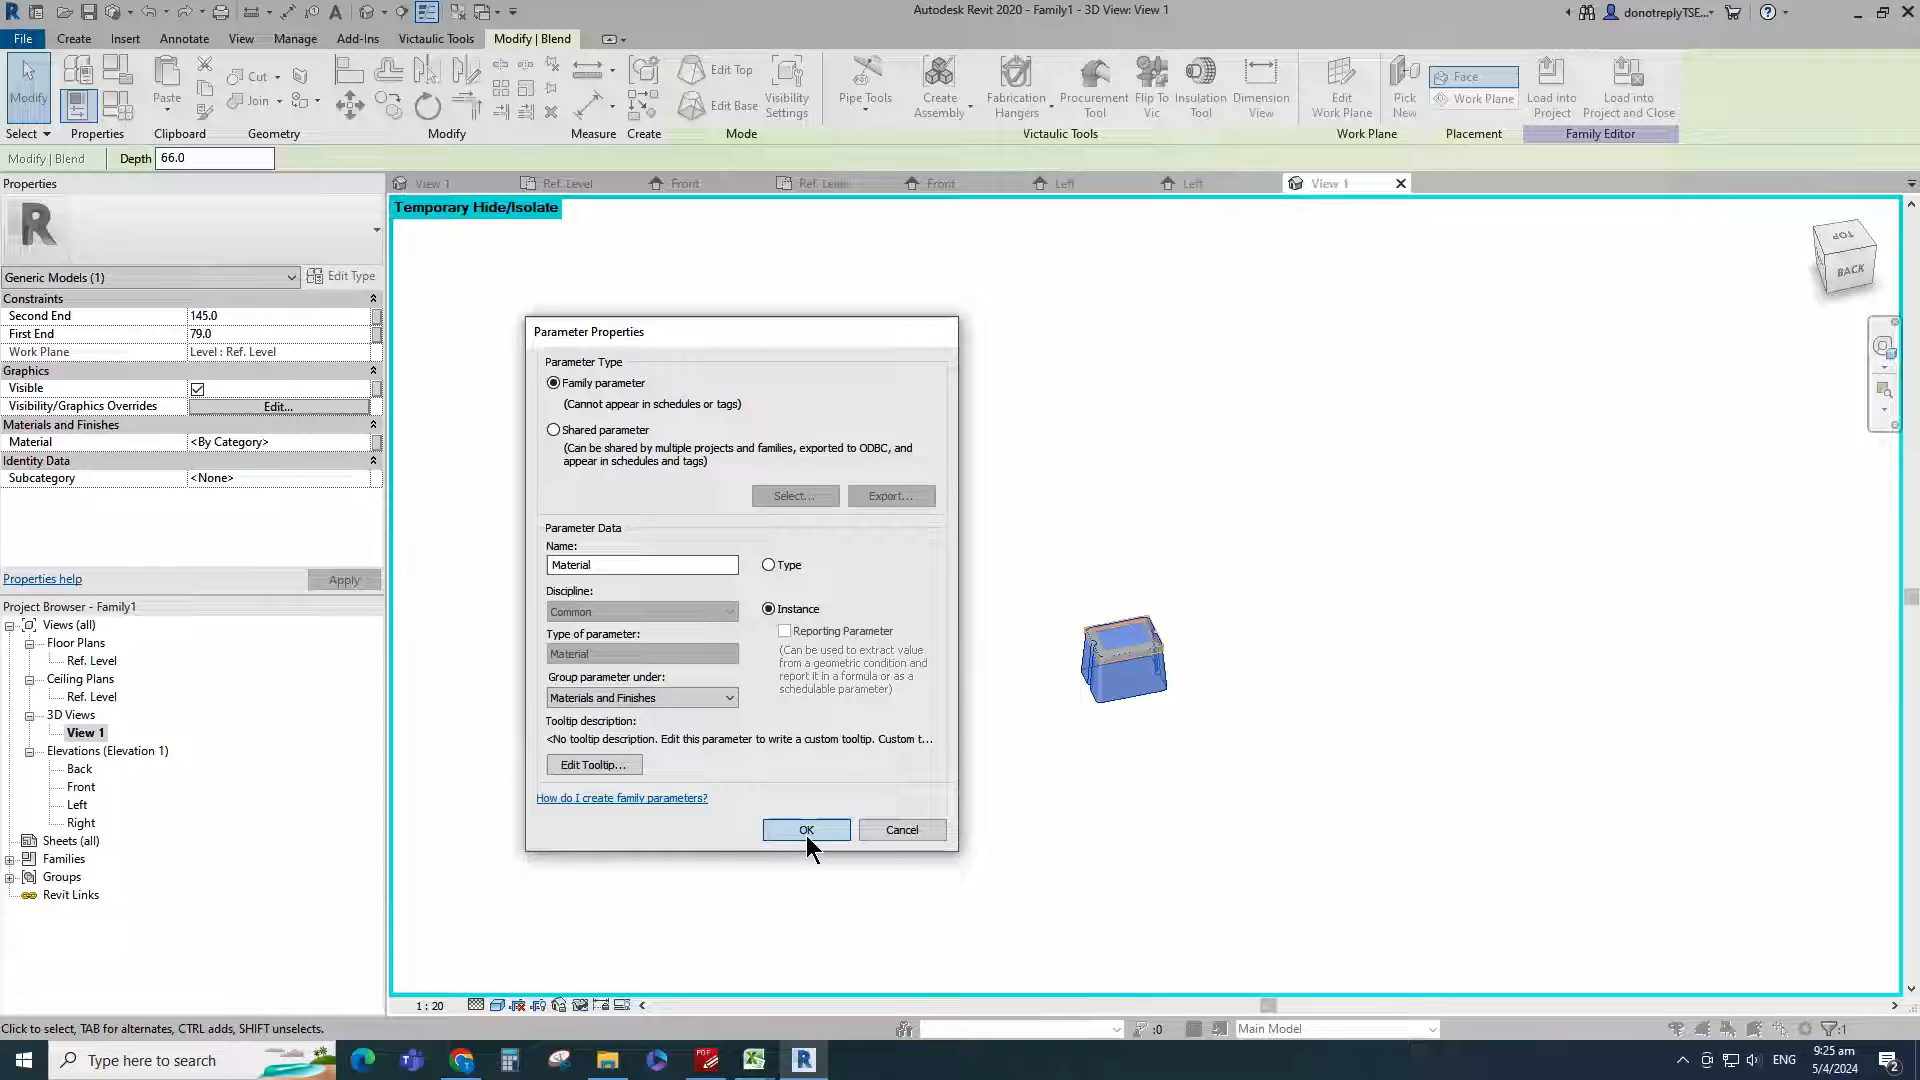 Autodesk Revit 2020 - Family1 - 3D View: View 1
donotreplyTSE...
File Create Insert Annotate View Manage Add-Ins Victaulic Tools Modify | Blend
Modify
Paste
Cut
Join
Edit Top
Edit Base
Visibility Settings
Pipe Tools
Create Assembly
Fabrication Hangers
Procurement Tool
Flip To Vic
Insulation Tool
Dimension View
Edit Work Plane
Pick New
Face
Work Plane
Load into Project
Load into Project and Close
Select Properties Clipboard Geometry Modify Measure Create Mode Victaulic Tools Work Plane Placement Family Editor
Modify | Blend Depth 66.0
Properties
View 1 Ref. Level Front Front Left Left View 1
Temporary Hide/Isolate
TOP
BACK
R
Generic Models (1) Edit Type
Constraints
Second End 145.0
First End 79.0
Work Plane Level : Ref. Level
Graphics
Visible
Visibility/Graphics Overrides Edit...
Materials and Finishes
Material <By Category>
Identity Data
Subcategory <None>
Properties help Apply
Project Browser - Family1
Views (all)
Floor Plans
Ref. Level
Ceiling Plans
Ref. Level
3D Views
View 1
Elevations (Elevation 1)
Back
Front
Left
Right
Sheets (all)
Families
Groups
Revit Links
Parameter Properties
Parameter Type
Family parameter
(Cannot appear in schedules or tags)
Shared parameter
(Can be shared by multiple projects and families, exported to ODBC, and
appear in schedules and tags)
Select... Export...
Parameter Data
Name:
Material
Type
Discipline:
Common
Instance
Type of parameter:
Material
Reporting Parameter
(Can be used to extract value
from a geometric condition and
report it in a formula or as a
schedulable parameter)
Group parameter under:
Materials and Finishes
Tooltip description:
<No tooltip description. Edit this parameter to write a custom tooltip. Custom t...
Edit Tooltip...
How do I create family parameters?
OK Cancel
1 : 20
Click to select, TAB for alternates, CTRL adds, SHIFT unselects.
:0
Main Model
:1
Type here to search
PDF
ENG
9:25 am
5/4/2024
2